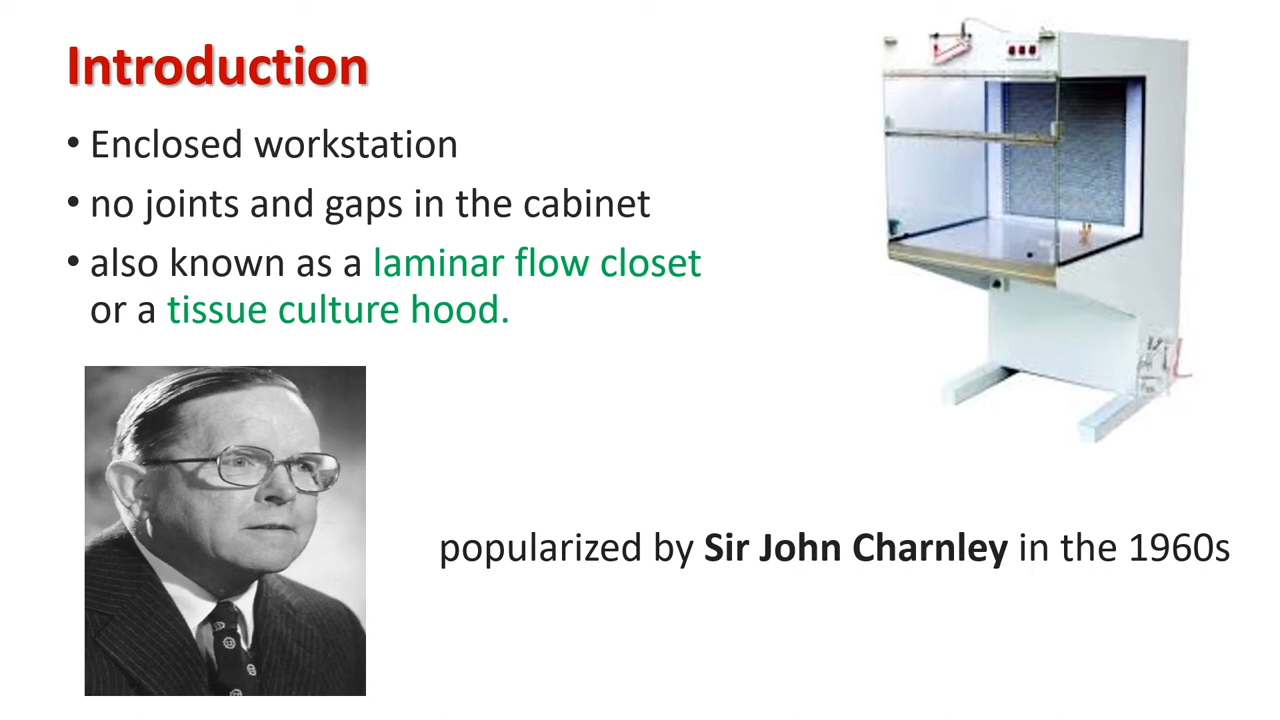 Introduction
• Enclosed workstation
• no joints and gaps in the cabinet
• also known as a laminar flow closet
or a tissue culture hood.
popularized by Sir John Charnley in the 1960s